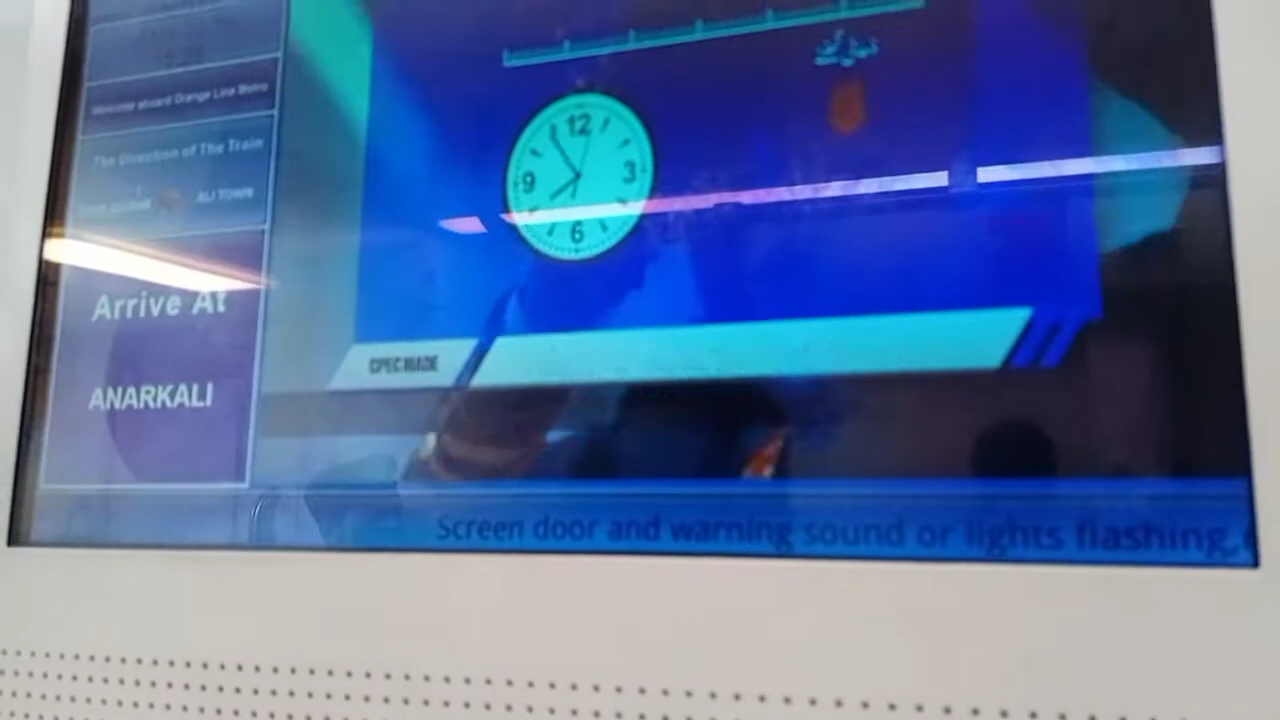 Welcome aboard Orange Line Metro
The Direction of The Train
ALI TOWN
Arrive At
ANARKALI
12
3
9
6
CPEC MADE
Screen door and warning sound or lights flashing,